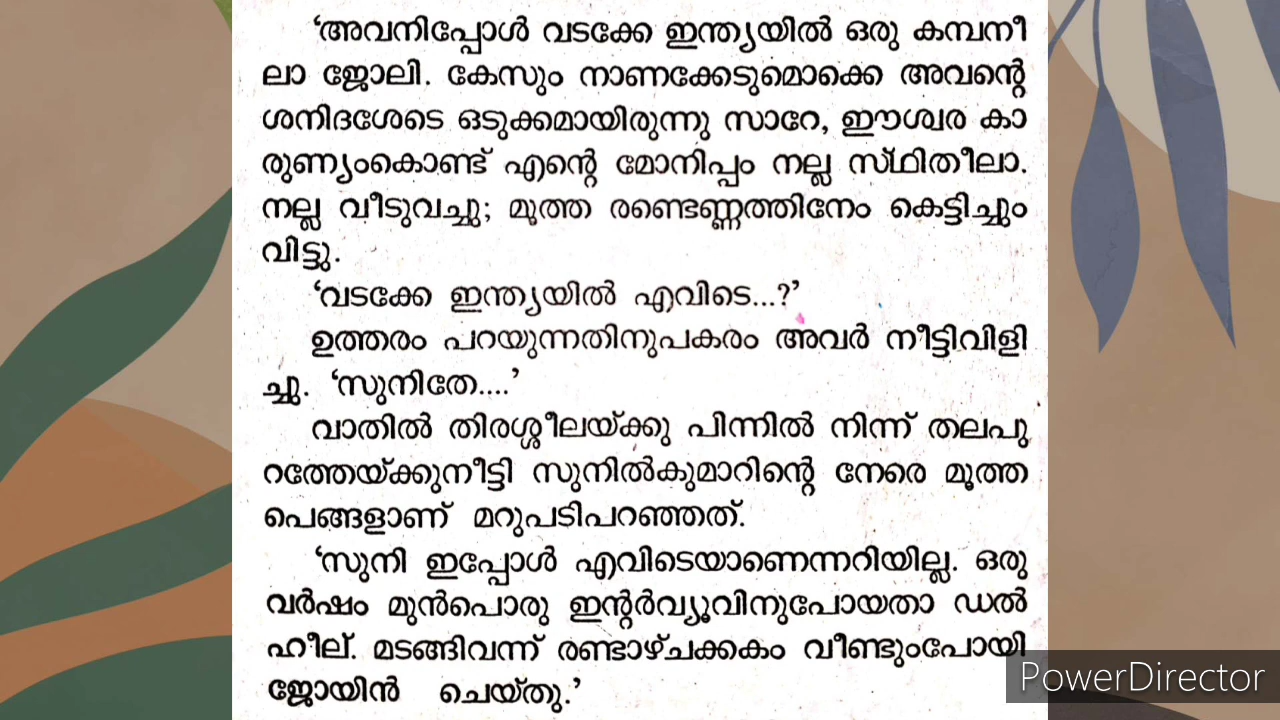 ‘അവനിപ്പോൾ വടക്കേ ഇന്ത്യയിൽ ഒരു കമ്പനീ
ലാ ജോലി. കേസും നാണക്കേടുമൊക്കെ അവന്റെ
ശനിദശേടെ ഒടുക്കമായിരുന്നു സാറേ, ഈശ്വര കാ
രുണ്യംകൊണ്ട് എന്റെ മോനിപ്പം നല്ല സ്ഥിതീലാ.
നല്ല വീടുവച്ചു; മൂത്ത രണ്ടെണ്ണത്തിനേം കെട്ടിച്ചും
വിട്ടു.
‘വടക്കേ ഇന്ത്യയിൽ എവിടെ...?’
ഉത്തരം പറയുന്നതിനുപകരം അവർ നീട്ടിവിളി
ച്ചു. ‘സുനിതേ....’
വാതിൽ തിരശ്ശീലയ്ക്കു പിന്നിൽ നിന്ന് തലപു
റത്തേയ്ക്കുനീട്ടി സുനിൽകുമാറിന്റെ നേരെ മൂത്ത
പെങ്ങളാണ് മറുപടിപറഞ്ഞത്.
‘സുനി ഇപ്പോൾ എവിടെയാണെന്നറിയില്ല. ഒരു
വർഷം മുൻപൊരു ഇന്റർവ്യൂവിനുപോയതാ ഡൽ
ഹീല്. മടങ്ങിവന്ന് രണ്ടാഴ്ചക്കകം വീണ്ടുംപോയി
ജോയിൻ ചെയ്തു.’
PowerDirector